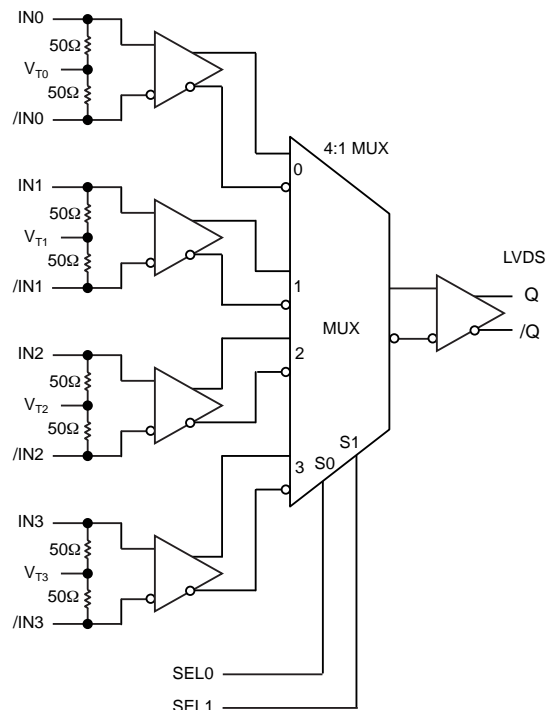 IN0
50Ω
VT0
50Ω
/IN0
4:1 MUX
0
IN1
50Ω
VT1
50Ω
/IN1
1
LVDS
Q
/Q
MUX
IN2
50Ω
VT2
50Ω
/IN2
2
S1
S0
3
IN3
50Ω
VT3
50Ω
/IN3
SEL0
SEL1